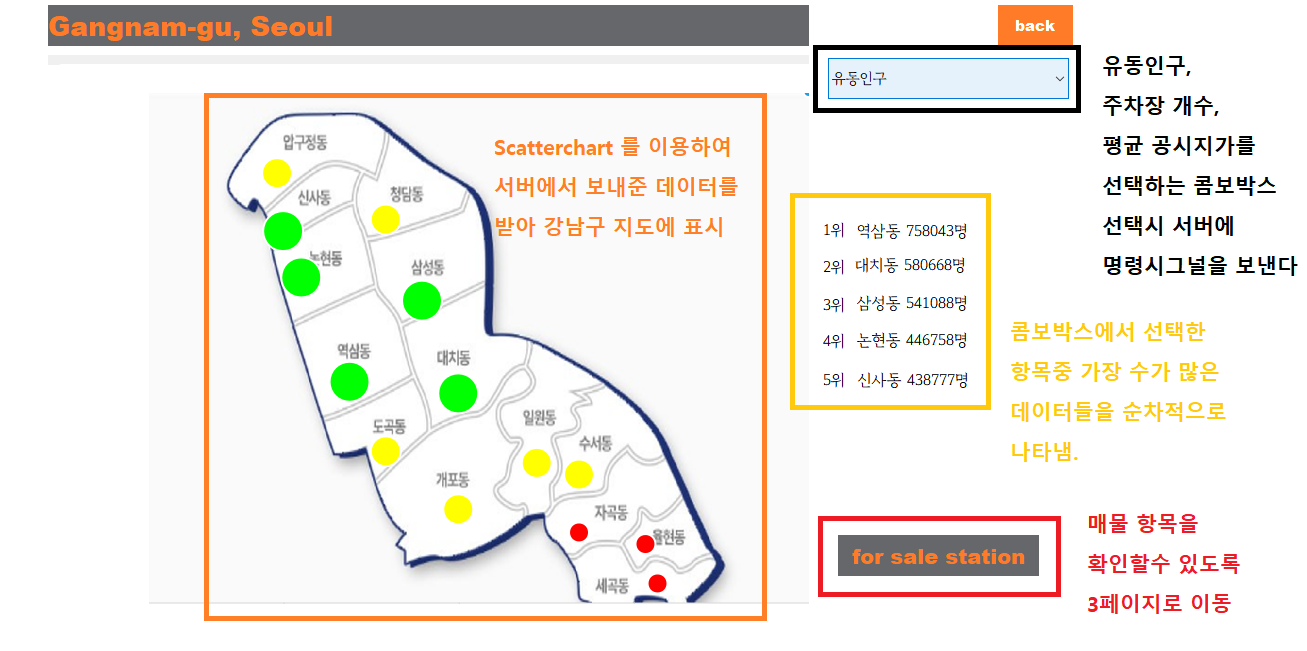 Gangnam-gu, Seoul
back
유동인구
유동인구,
주차장 개수,
평균 공시지가를
선택하는 콤보박스
선택시 서버에
명령시그널을 보낸다
Scatterchart 를 이용하여
서버에서 보내준 데이터를
받아 강남구 지도에 표시
압구정동
신사동
청담동
논현동
삼성동
역삼동
대치동
도곡동
일원동
수서동
개포동
자곡동
율현동
세곡동
1위 역삼동 758043명
2위 대치동 580668명
3위 삼성동 541088명
4위 논현동 446758명
5위 신사동 438777명
콤보박스에서 선택한
항목중 가장 수가 많은
데이터들을 순차적으로
나타냄.
for sale station
매물 항목을
확인할수 있도록
3페이지로 이동